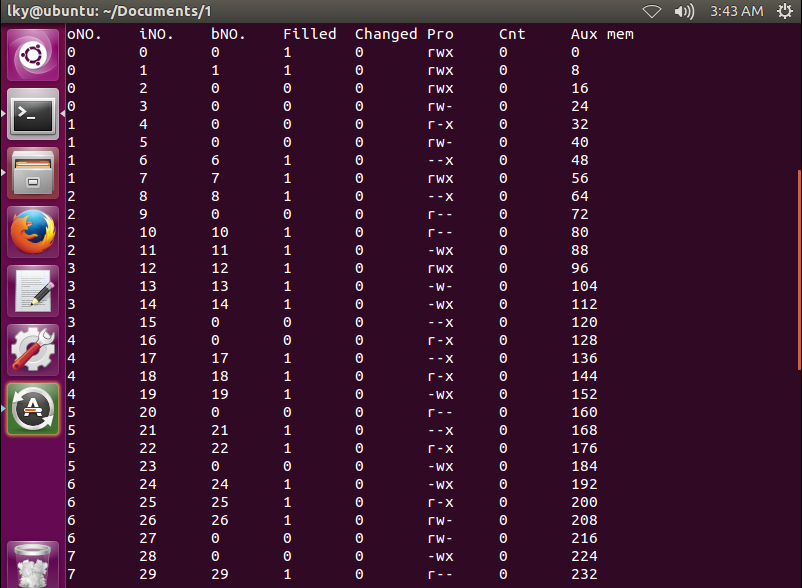 lky@ubuntu: ~/Documents/1 3:43 AM
oNO. iNO. bNO. Filled Changed Pro Cnt Aux mem
0 0 0 1 0 rwx 0 0
0 1 1 1 0 rwx 0 8
0 2 0 0 0 rwx 0 16
0 3 0 0 0 rw- 0 24
1 4 0 0 0 r-x 0 32
1 5 0 0 0 rw- 0 40
1 6 6 1 0 --x 0 48
1 7 7 1 0 rwx 0 56
2 8 8 1 0 --x 0 64
2 9 0 0 0 r-- 0 72
2 10 10 1 0 r-- 0 80
2 11 11 1 0 -wx 0 88
3 12 12 1 0 rwx 0 96
3 13 13 1 0 -w- 0 104
3 14 14 1 0 -wx 0 112
3 15 0 0 0 --x 0 120
4 16 0 0 0 r-x 0 128
4 17 17 1 0 --x 0 136
4 18 18 1 0 r-x 0 144
4 19 19 1 0 -wx 0 152
5 20 0 0 0 r-- 0 160
5 21 21 1 0 --x 0 168
5 22 22 1 0 r-x 0 176
5 23 0 0 0 -wx 0 184
6 24 24 1 0 -wx 0 192
6 25 25 1 0 r-x 0 200
6 26 26 1 0 rw- 0 208
6 27 0 0 0 rw- 0 216
7 28 0 0 0 -wx 0 224
7 29 29 1 0 r-- 0 232